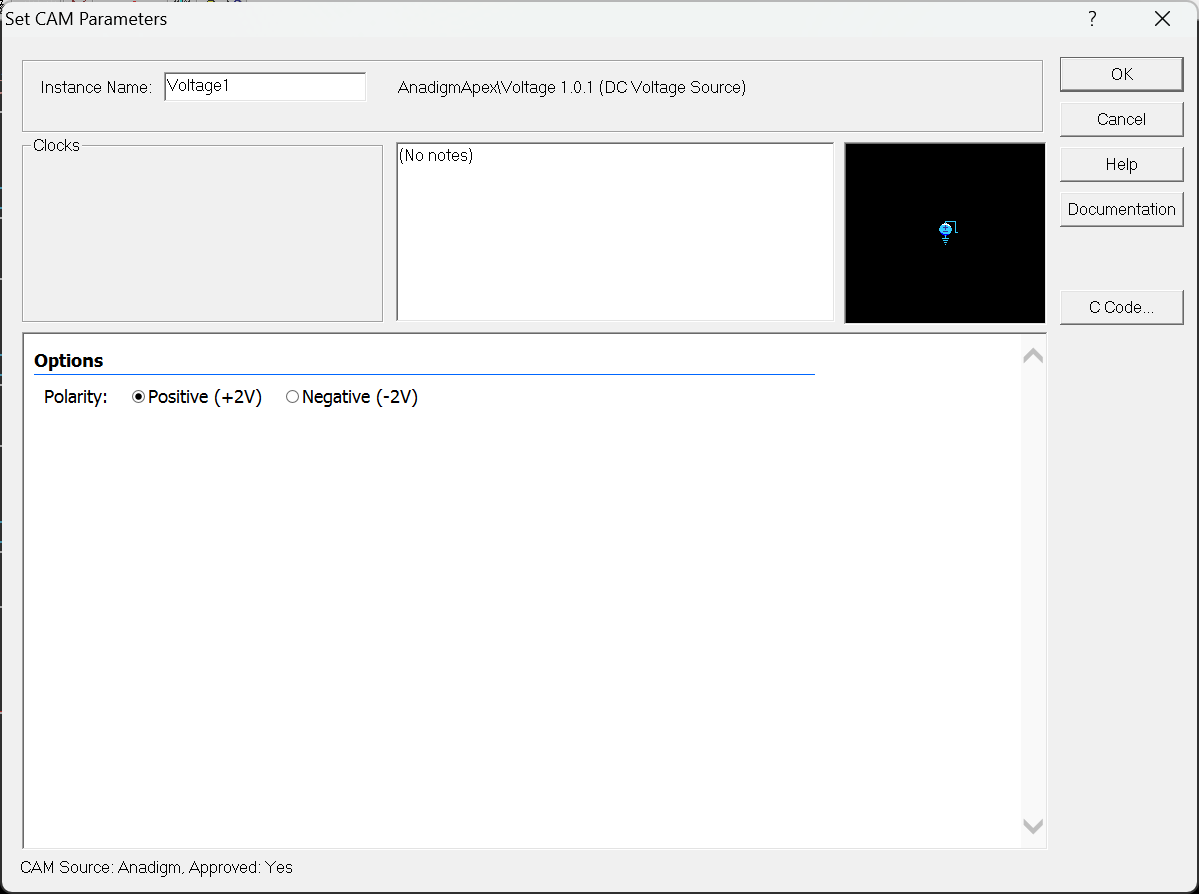 Set CAM Parameters
?
Instance Name: Voltage1 AnadigmApex\Voltage 1.0.1 (DC Voltage Source)
OK
Cancel
Help
Documentation
C Code...
Clocks
(No notes)
Options
Polarity: Positive (+2V) Negative (-2V)
CAM Source: Anadigm, Approved: Yes